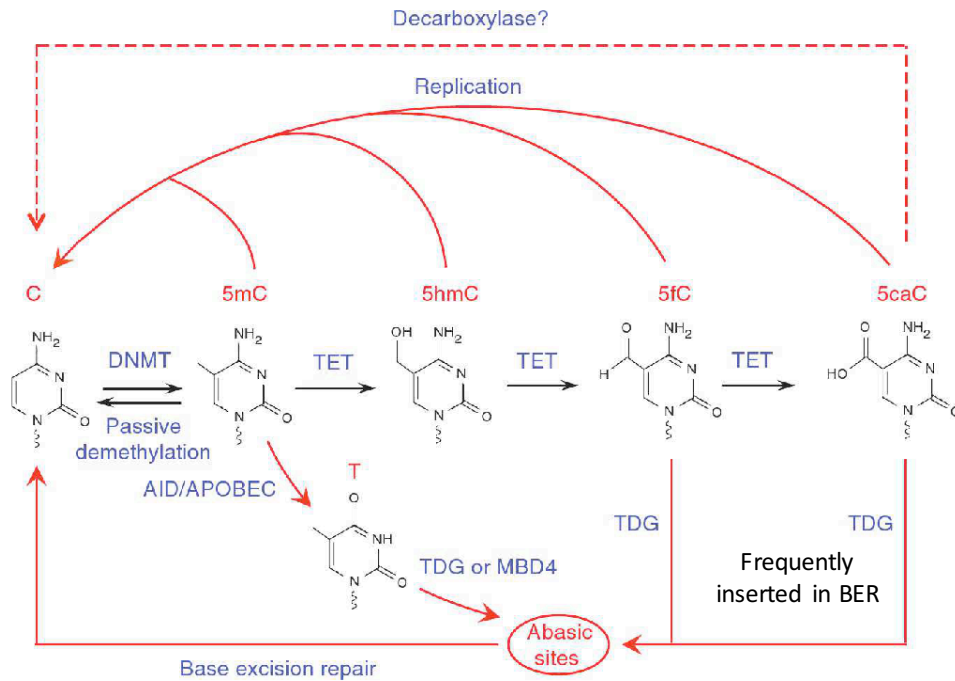 Decarboxylase?
Replication
C
5mC
5hmC
5fC
5caC
NH₂
N
N
O
DNMT
Passive
demethylation
NH₂
N
N
O
TET
OH
NH₂
N
N
O
TET
O
H
NH₂
N
N
O
TET
O
HO
NH₂
N
N
O
AID/APOBEC
T
O
NH
N
O
TDG or MBD4
TDG
TDG
Frequently
inserted in BER
Abasic
sites
Base excision repair